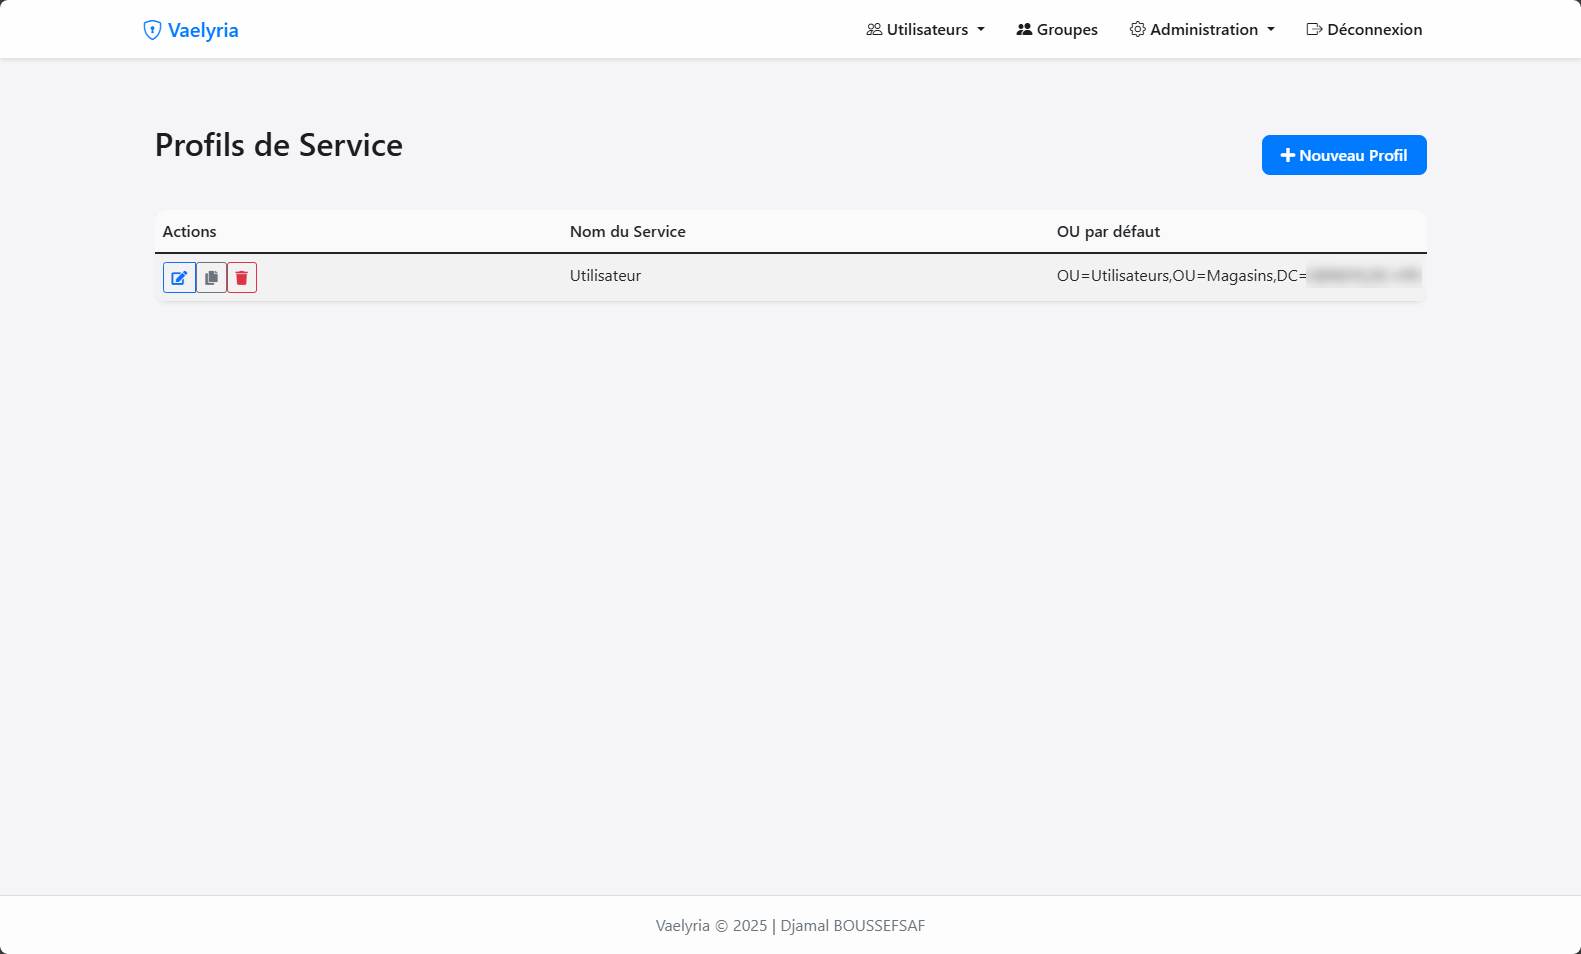 Vaelyria
Utilisateurs
Groupes
Administration
Déconnexion
Profils de Service
Nouveau Profil
Actions
Nom du Service
OU par défaut
Utilisateur
OU=Utilisateurs,OU=Magasins,DC=
Vaelyria © 2025 | Djamal BOUSSEFSAF